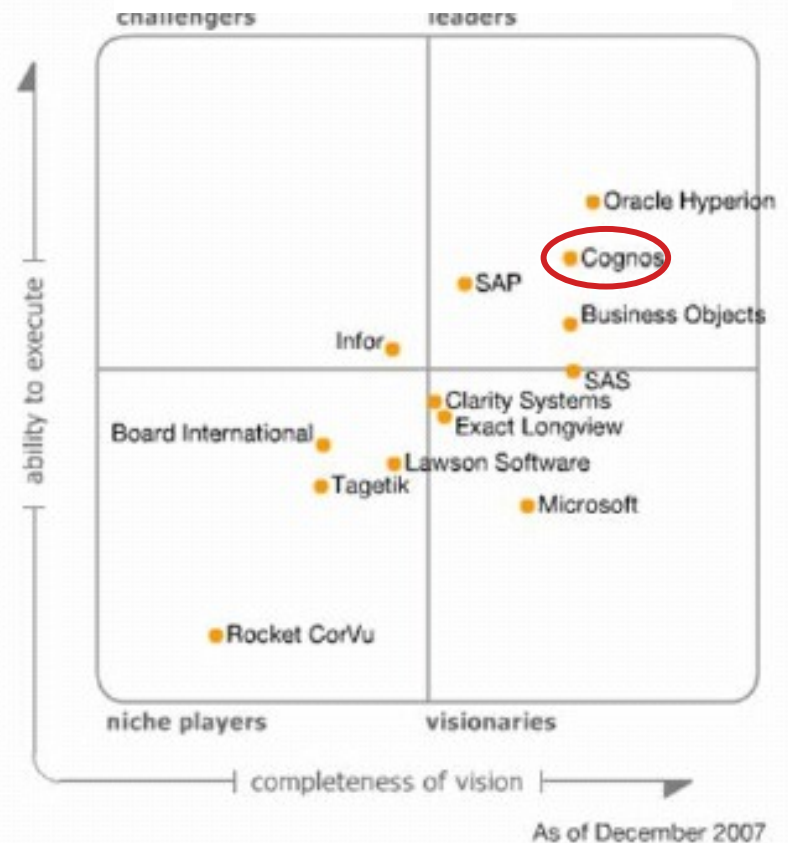 challengers
leaders
Oracle Hyperion
Cognos
SAP
Business Objects
Infor
SAS
Clarity Systems
Exact Longview
Board International
Lawson Software
Tagetik
Microsoft
Rocket CorVu
ability to execute
niche players
visionaries
completeness of vision
As of December 2007